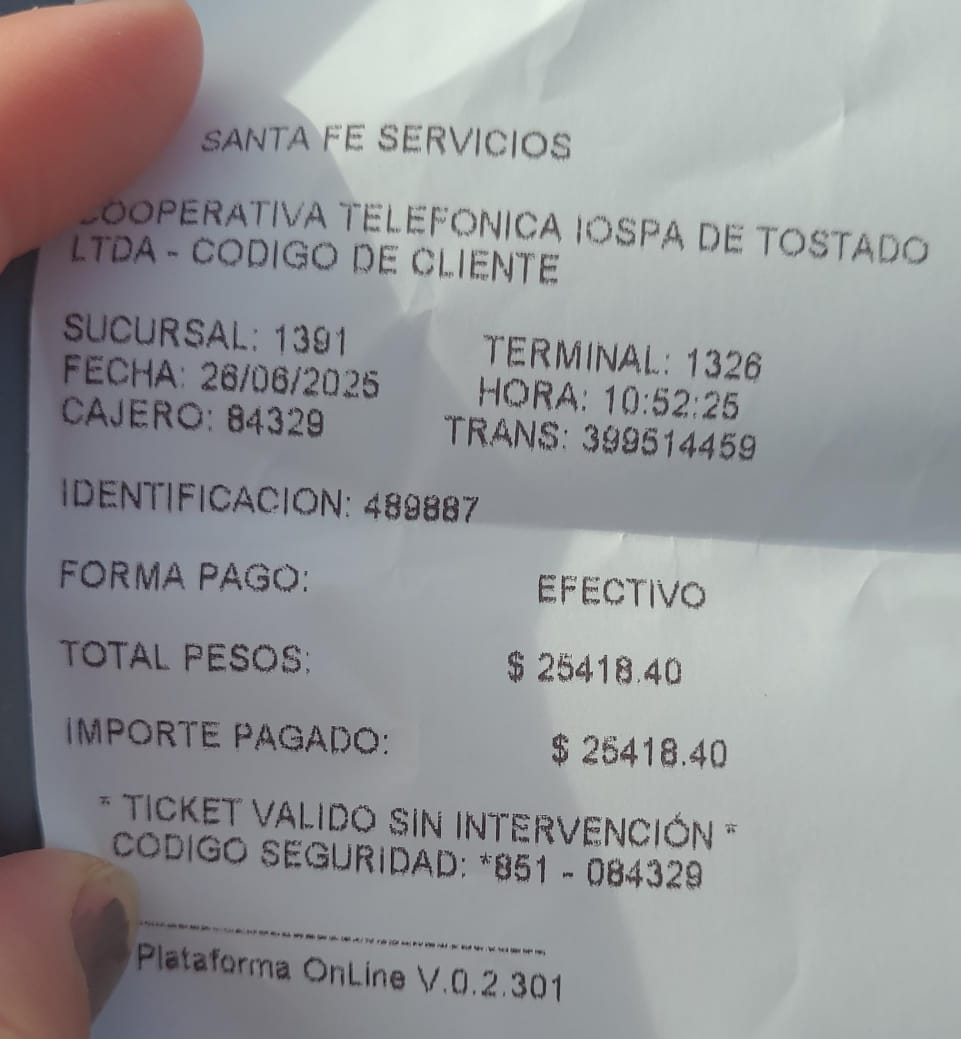 SANTA FE SERVICIOS
COOPERATIVA TELEFONICA IOSPA DE TOSTADO
LTDA - CODIGO DE CLIENTE
SUCURSAL: 1391 TERMINAL: 1326
FECHA: 26/06/2025 HORA: 10:52:25
CAJERO: 84329 TRANS: 399514459
IDENTIFICACION: 489887
FORMA PAGO: EFECTIVO
TOTAL PESOS: $ 25418.40
IMPORTE PAGADO: $ 25418.40
* TICKET VALIDO SIN INTERVENCIÓN *
CODIGO SEGURIDAD: *851 - 084329
Plataforma OnLine V.0.2.301